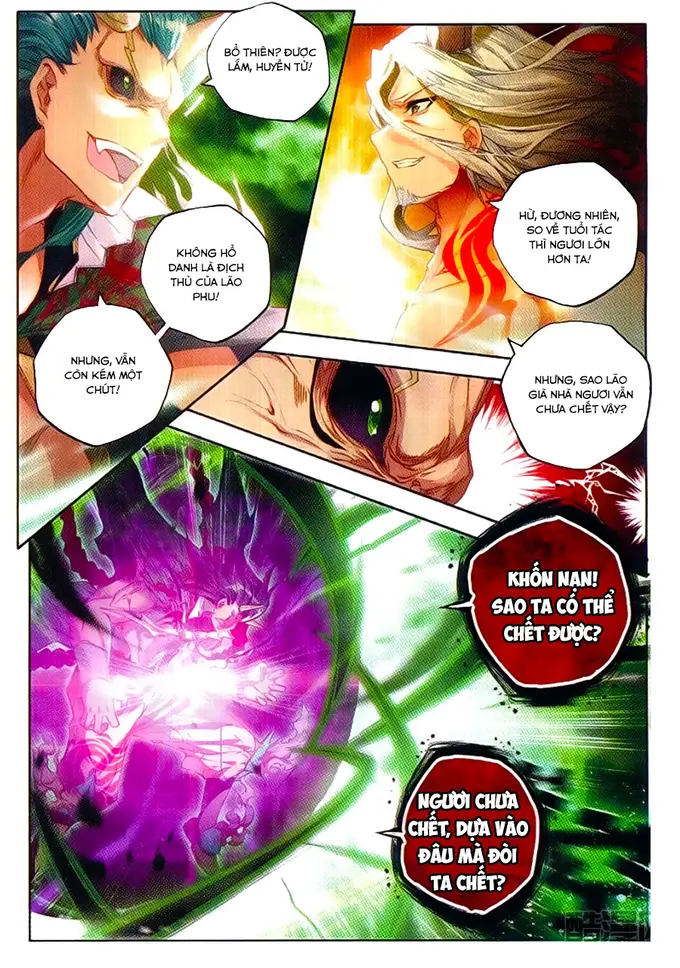 BỔ THIÊN? ĐƯỢC
LẮM, HUYỀN TỬ!
HỪ, ĐƯƠNG NHIÊN,
SO VỀ TUỔI TÁC
THÌ NGƯƠI LỚN
HƠN TA!
KHÔNG HỔ
DANH LÀ ĐỊCH
THỦ CỦA LÃO
PHU!
NHƯNG, VẪN
CÒN KÉM MỘT
CHÚT!
NHƯNG, SAO LÃO
GIÀ NHÀ NGƯƠI VẪN
CHƯA CHẾT VẬY?
KHỐN NẠN!
SAO TA CÓ THỂ
CHẾT ĐƯỢC?
NGƯƠI CHƯA
CHẾT, DỰA VÀO
ĐÂU MÀ ĐÒI
TA CHẾT?